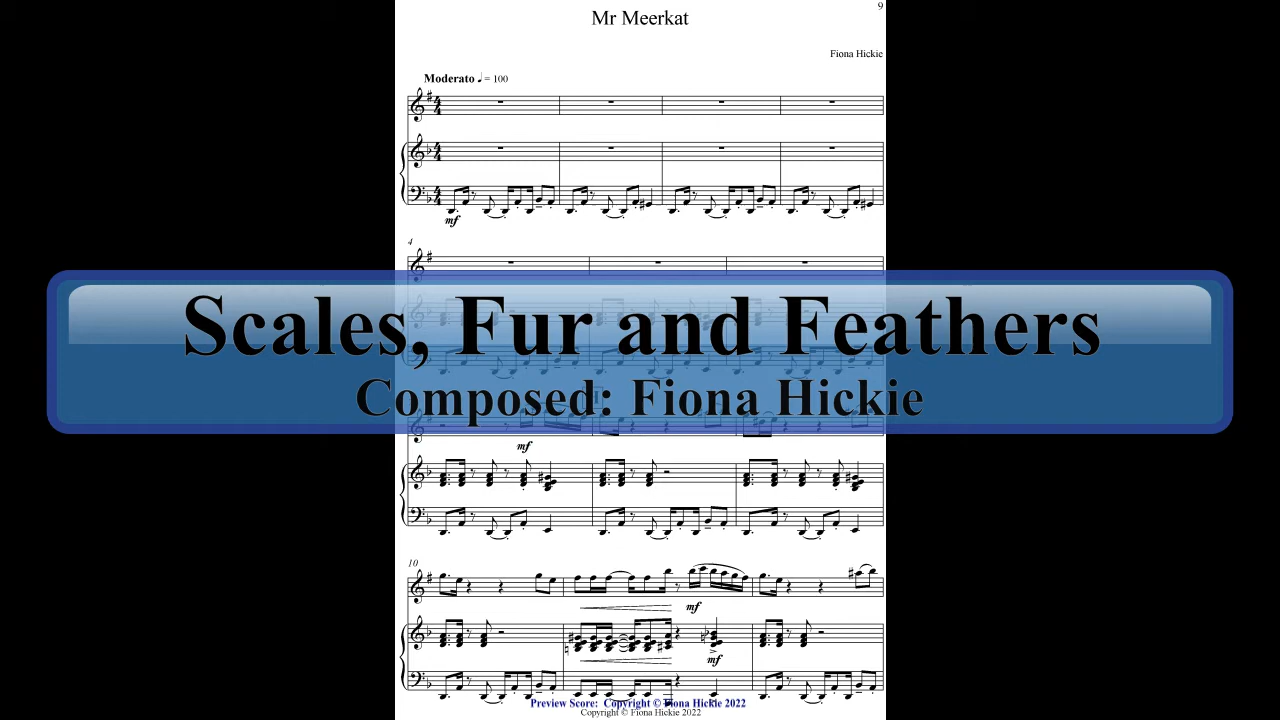 9
Mr Meerkat
Fiona Hickie
Moderato ♩ = 100
mf
4
Scales, Fur and Feathers
Composed: Fiona Hickie
mf
10
mf
mf
Preview Score: Copyright © Fiona Hickie 2022
Copyright © Fiona Hickie 2022